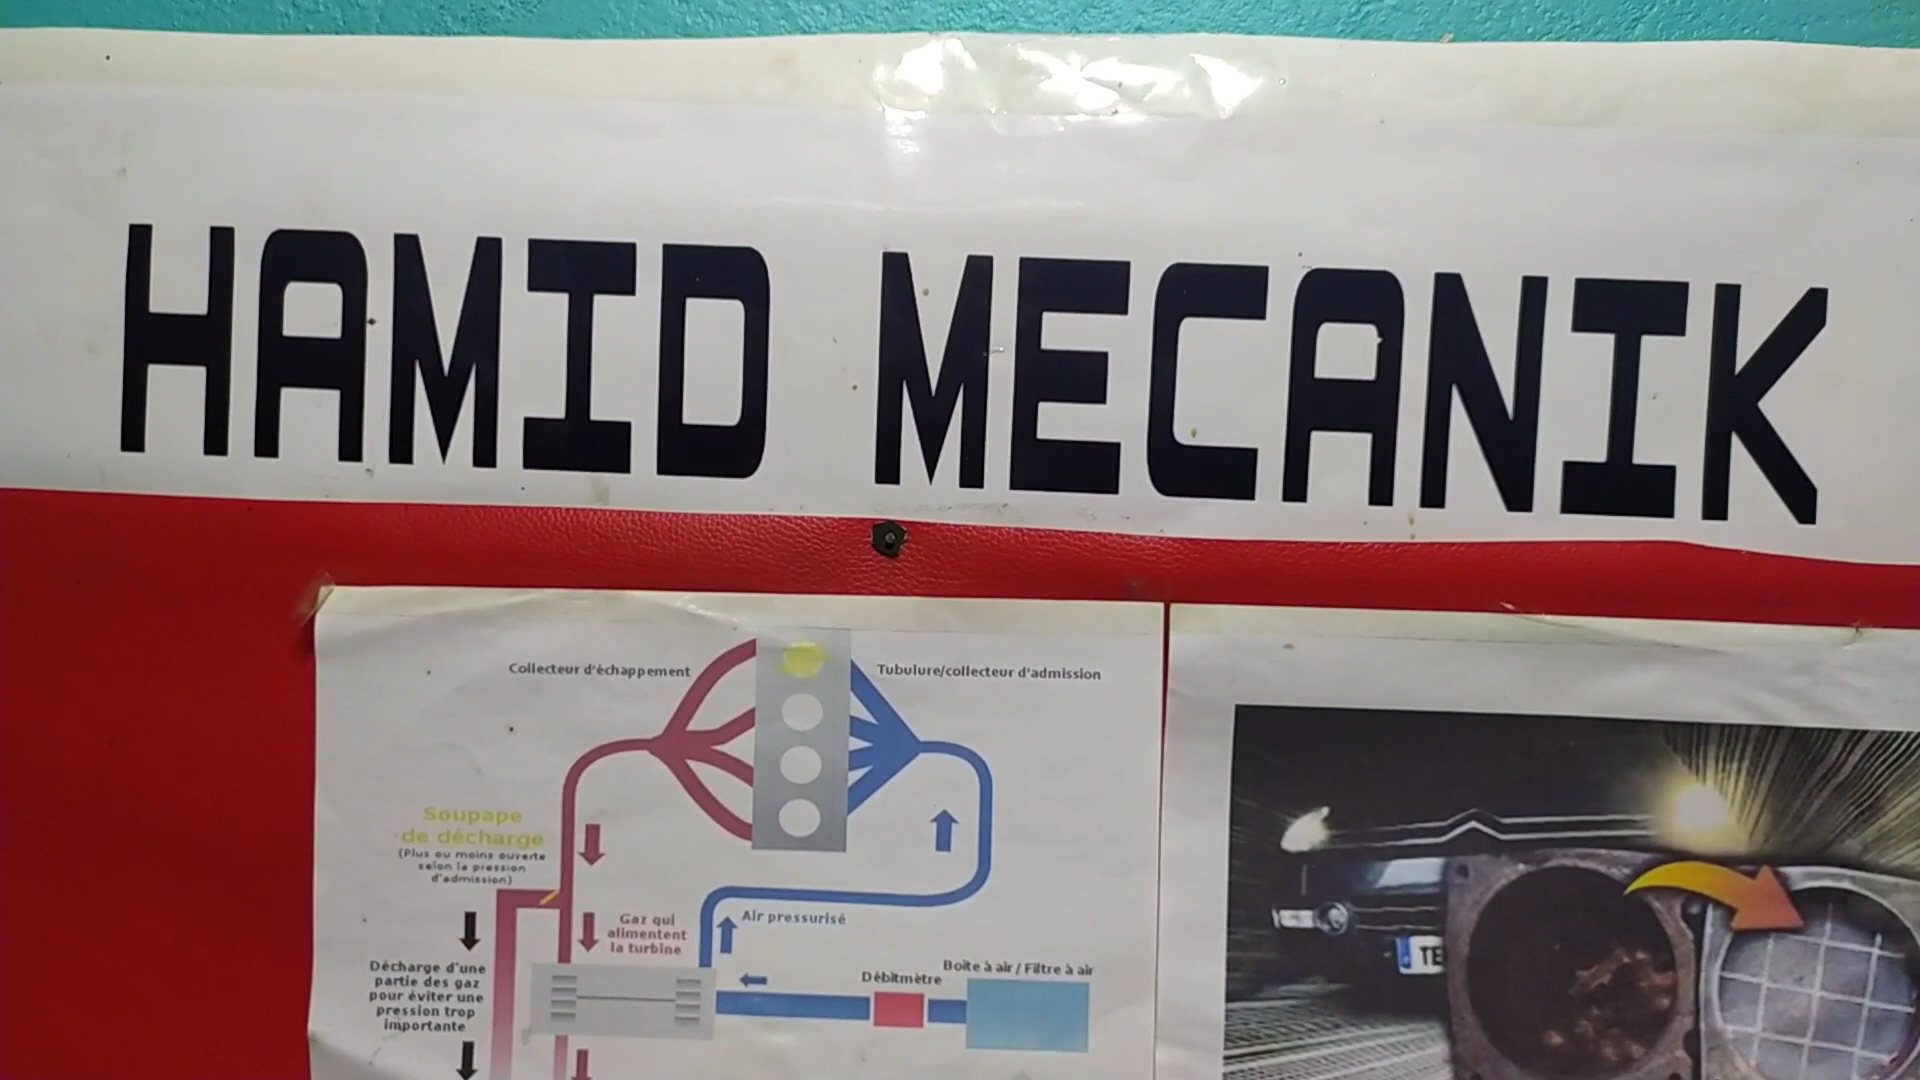 HAMID MECANIK
Collecteur d'échappement
Tubulure/collecteur d'admission
Soupape
de décharge
(Plus ou moins ouverte
selon la pression
d'admission)
Gaz qui
alimentent
la turbine
Air pressurisé
Décharge d'une
partie des gaz
pour éviter une
pression trop
importante
Débitmètre
Boîte à air / Filtre à air
TE